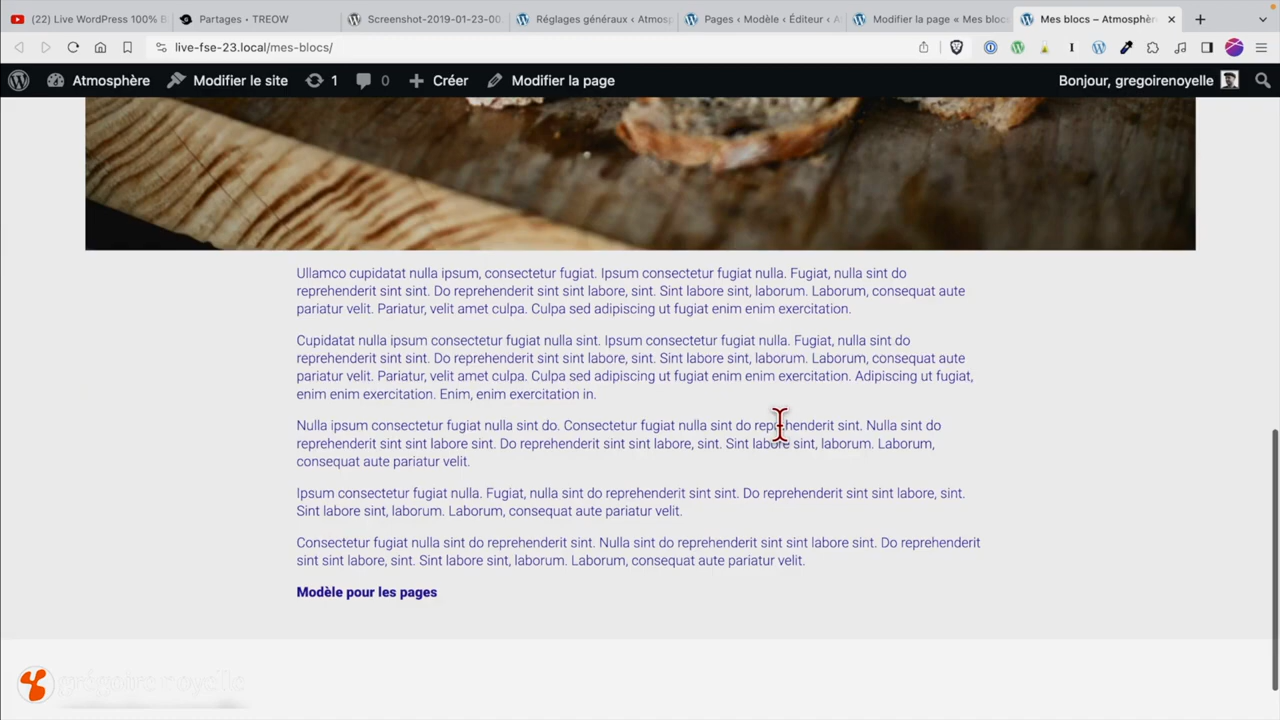 (22) Live WordPress 100% B
Partages • TREOW
Screenshot-2019-01-23-00.
Réglages généraux ‹ Atmosp
Pages ‹ Modèle ‹ Éditeur ‹ A
Modifier la page « Mes blocs
Mes blocs – Atmosphère
live-fse-23.local/mes-blocs/
Atmosphère
Modifier le site
1
0
Créer
Modifier la page
Bonjour, gregoirenoyelle
Ullamco cupidatat nulla ipsum, consectetur fugiat. Ipsum consectetur fugiat nulla. Fugiat, nulla sint do
reprehenderit sint sint. Do reprehenderit sint sint labore, sint. Sint labore sint, laborum. Laborum, consequat aute
pariatur velit. Pariatur, velit amet culpa. Culpa sed adipiscing ut fugiat enim enim exercitation.
Cupidatat nulla ipsum consectetur fugiat nulla sint. Ipsum consectetur fugiat nulla. Fugiat, nulla sint do
reprehenderit sint sint. Do reprehenderit sint sint labore, sint. Sint labore sint, laborum. Laborum, consequat aute
pariatur velit. Pariatur, velit amet culpa. Culpa sed adipiscing ut fugiat enim enim exercitation. Adipiscing ut fugiat,
enim enim exercitation. Enim, enim exercitation in.
Nulla ipsum consectetur fugiat nulla sint do. Consectetur fugiat nulla sint do reprehenderit sint. Nulla sint do
reprehenderit sint sint labore sint. Do reprehenderit sint sint labore, sint. Sint labore sint, laborum. Laborum,
consequat aute pariatur velit.
Ipsum consectetur fugiat nulla. Fugiat, nulla sint do reprehenderit sint sint. Do reprehenderit sint sint labore, sint.
Sint labore sint, laborum. Laborum, consequat aute pariatur velit.
Consectetur fugiat nulla sint do reprehenderit sint. Nulla sint do reprehenderit sint sint labore sint. Do reprehenderit
sint sint labore, sint. Sint labore sint, laborum. Laborum, consequat aute pariatur velit.
Modèle pour les pages
grégoire noyelle